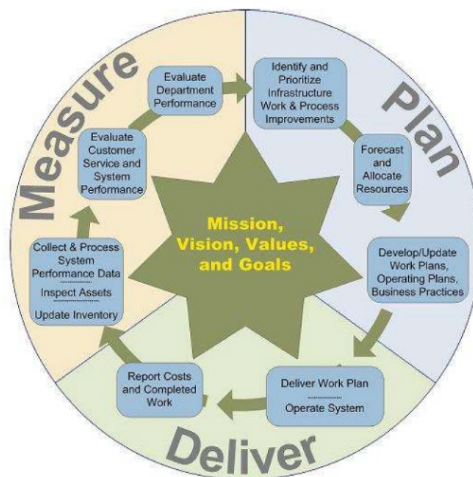 Measure
Plan
Deliver
Evaluate
Department
Performance
Identify and
Prioritize
Infrastructure
Work & Process
Improvements
Forecast
and
Allocate
Resources
Develop/Update
Work Plans,
Operating Plans,
Business Practices
Deliver Work Plan
Operate System
Report Costs
and Completed
Work
Collect & Process
System
Performance Data
Inspect Assets
Update Inventory
Evaluate
Customer
Service and
System
Performance
Mission,
Vision, Values,
and Goals